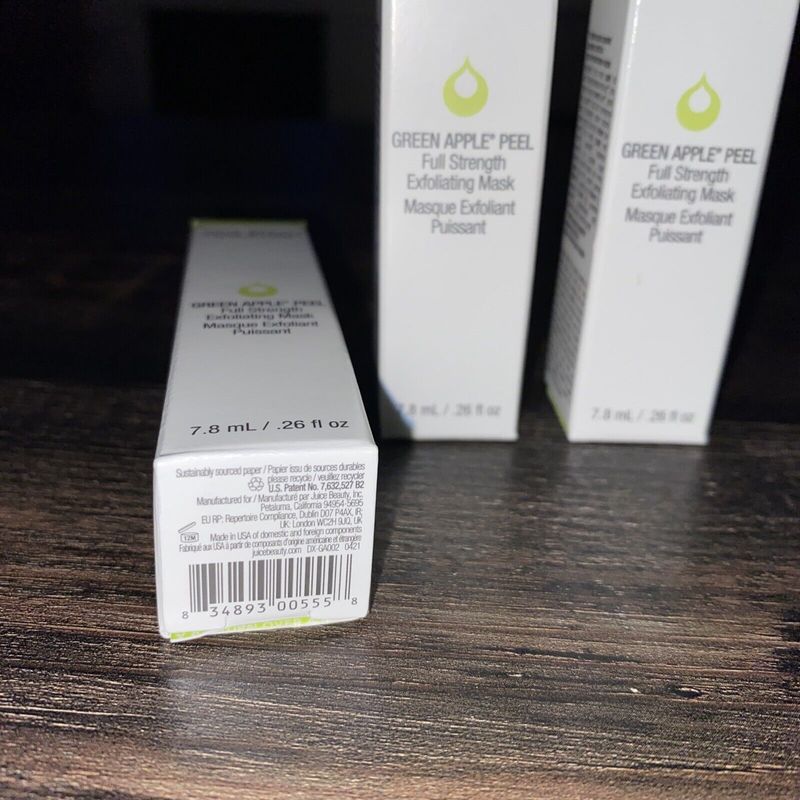 GREEN APPLE® PEEL
Full Strength
Exfoliating Mask
Masque Exfoliant
Puissant
7.8 mL / .26 fl oz
GREEN APPLE® PEEL
Full Strength
Exfoliating Mask
Masque Exfoliant
Puissant
7.8 mL / .26 fl oz
GREEN APPLE® PEEL
Full Strength
Exfoliating Mask
Masque Exfoliant
Puissant
7.8 mL / .26 fl oz
Sustainably sourced paper / Papier issu de sources durables
please recycle / veuillez recycler
U.S. Patent No. 7,632,527 B2
Manufactured for / Manufacturé par Juice Beauty, Inc.
Petaluma, California 94954-5695
EU RP: Repertoire Compliance, Dublin D07 P4AX, IR;
UK: London WC2H 9JQ, UK
12M
Made in USA of domestic and foreign components
Fabriqué aux USA à partir de composants d'origine américaine et étrangère
juicebeauty.com DX-GA002 0421
8 34893 00555 8